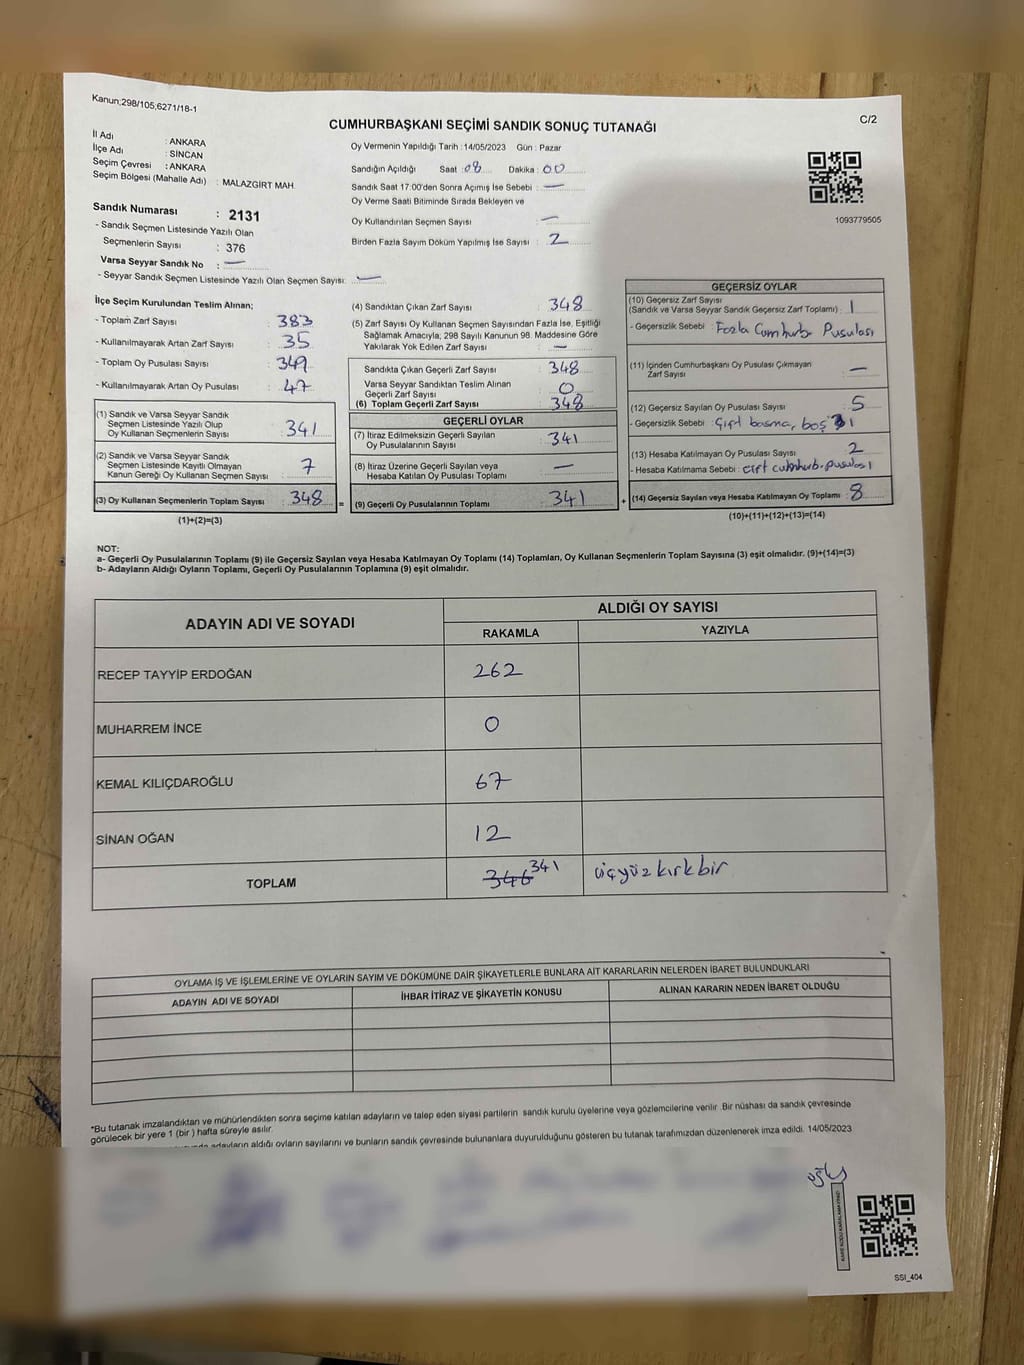 Kanun;298/105,6271/18-1
C/2
CUMHURBAŞKANI SEÇİMİ SANDIK SONUÇ TUTANAĞI
İl Adı : ANKARA
İlçe Adı : SİNCAN
Seçim Çevresi : ANKARA
Seçim Bölgesi (Mahalle Adı) : MALAZGİRT MAH.
Sandık Numarası : 2131
- Sandık Seçmen Listesinde Yazılı Olan
Seçmenlerin Sayısı : 376
Varsa Seyyar Sandık No : —
- Seyyar Sandık Seçmen Listesinde Yazılı Olan Seçmen Sayısı: —
Oy Vermenin Yapıldığı Tarih :14/05/2023 Gün : Pazar
Sandığın Açıldığı Saat :08 Dakika : 00
Sandık Saat 17:00'den Sonra Açımış İse Sebebi : —
Oy Verme Saati Bitiminde Sırada Bekleyen ve
Oy Kullandırılan Seçmen Sayısı : —
Birden Fazla Sayım Döküm Yapılmış İse Sayısı : 2
1093779505
İlçe Seçim Kurulundan Teslim Alınan;
- Toplam Zarf Sayısı : 383
- Kullanılmayarak Artan Zarf Sayısı : 35
- Toplam Oy Pusulası Sayısı : 349
- Kullanılmayarak Artan Oy Pusulası : 47
(1) Sandık ve Varsa Seyyar Sandık
Seçmen Listesinde Yazılı Olup
Oy Kullanan Seçmenlerin Sayısı : 341
(2) Sandık ve Varsa Seyyar Sandık
Seçmen Listesinde Kayıtlı Olmayan
Kanun Gereği Oy Kullanan Seçmen Sayısı : 7
(3) Oy Kullanan Seçmenlerin Toplam Sayısı : 348 =
(1)+(2)=(3)
(4) Sandıktan Çıkan Zarf Sayısı : 348
(5) Zarf Sayısı Oy Kullanan Seçmen Sayısından Fazla İse, Eşitliği
Sağlamak Amacıyla, 298 Sayılı Kanunun 98. Maddesine Göre
Yakılarak Yok Edilen Zarf Sayısı : —
Sandıkta Çıkan Geçerli Zarf Sayısı : 348
Varsa Seyyar Sandıktan Teslim Alınan
Geçerli Zarf Sayısı : 0
(6) Toplam Geçerli Zarf Sayısı : 348
GEÇERLİ OYLAR
(7) İtiraz Edilmeksizin Geçerli Sayılan
Oy Pusulalarının Sayısı : 341
(8) İtiraz Üzerine Geçerli Sayılan veya
Hesaba Katılan Oy Pusulası Toplamı : —
(9) Geçerli Oy Pusulalarının Toplamı : 341 +
GEÇERSİZ OYLAR
(10) Geçersiz Zarf Sayısı
(Sandık ve Varsa Seyyar Sandık Geçersiz Zarf Toplamı) : 1
- Geçersizlik Sebebi : Fazla Cumhurb. Pusulası
(11) İçinden Cumhurbaşkanı Oy Pusulası Çıkmayan
Zarf Sayısı : —
(12) Geçersiz Sayılan Oy Pusulası Sayısı : 5
- Geçersizlik Sebebi : Çift basma, boş
(13) Hesaba Katılmayan Oy Pusulası Sayısı : 2
- Hesaba Katılmama Sebebi : çift cumhurb. pusulası
(14) Geçersiz Sayılan veya Hesaba Katılmayan Oy Toplamı : 8
(10)+(11)+(12)+(13)=(14)
NOT:
a- Geçerli Oy Pusulalarının Toplamı (9) ile Geçersiz Sayılan veya Hesaba Katılmayan Oy Toplamı (14) Toplamları, Oy Kullanan Seçmenlerin Toplam Sayısına (3) eşit olmalıdır. (9)+(14)=(3)
b- Adayların Aldığı Oyların Toplamı, Geçerli Oy Pusulalarının Toplamına (9) eşit olmalıdır.
ADAYIN ADI VE SOYADI ALDIĞI OY SAYISI
RAKAMLA YAZIYLA
RECEP TAYYİP ERDOĞAN 262
MUHARREM İNCE 0
KEMAL KILIÇDAROĞLU 67
SİNAN OĞAN 12
TOPLAM 346 341 üçyüzkırkbir
OYLAMA İŞ VE İŞLEMLERİNE VE OYLARIN SAYIM VE DÖKÜMÜNE DAİR ŞİKAYETLERLE BUNLARA AİT KARARLARIN NELERDEN İBARET BULUNDUKLARI
ADAYIN ADI VE SOYADI İHBAR İTİRAZ VE ŞİKAYETİN KONUSU ALINAN KARARIN NEDEN İBARET OLDUĞU
*Bu tutanak imzalandıktan ve mühürlendikten sonra seçime katılan adayların ve talep eden siyasi partilerin sandık kurulu üyelerine veya gözlemcilerine verilir. Bir nüshası da sandık çevresinde
görülecek bir yere 1 (bir ) hafta süreyle asılır.
adayların aldığı oyların sayılarını ve bunların sandık çevresinde bulunanlara duyurulduğunu gösteren bu tutanak tarafımızdan düzenlenerek imza edildi. 14/05/2023
SSI_404